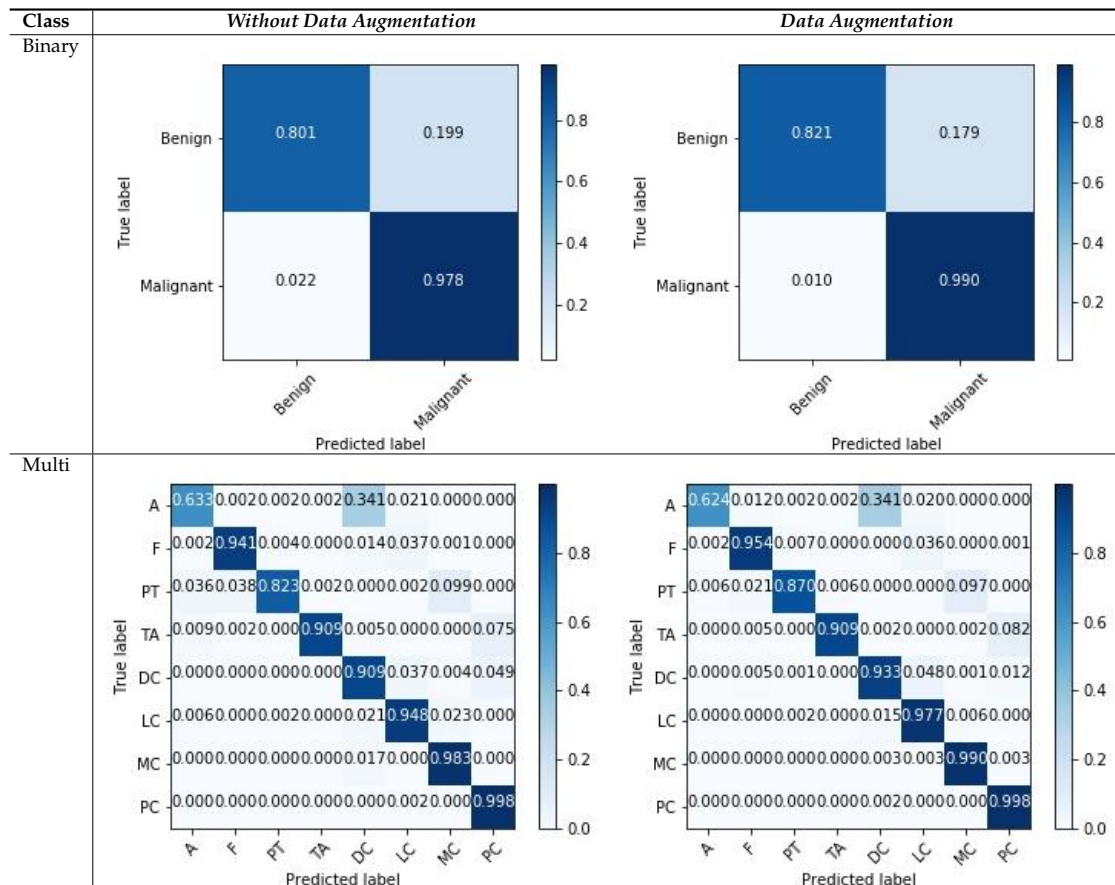 Class Without Data Augmentation Data Augmentation
Binary
Benign 0.801 0.199
Malignant 0.022 0.978
True label
Benign Malignant
Predicted label
0.8
0.6
0.4
0.2
Benign 0.821 0.179
Malignant 0.010 0.990
True label
Benign Malignant
Predicted label
0.8
0.6
0.4
0.2
Multi
A 0.633 0.002 0.002 0.002 0.341 0.021 0.000 0.000
F 0.002 0.941 0.004 0.000 0.014 0.037 0.001 0.000
PT 0.036 0.038 0.823 0.002 0.000 0.002 0.099 0.000
TA 0.009 0.002 0.000 0.909 0.005 0.000 0.000 0.075
DC 0.000 0.000 0.000 0.000 0.909 0.037 0.004 0.049
LC 0.006 0.000 0.002 0.000 0.021 0.948 0.023 0.000
MC 0.000 0.000 0.000 0.000 0.017 0.000 0.983 0.000
PC 0.000 0.000 0.000 0.000 0.000 0.002 0.000 0.998
True label
A F PT TA DC LC MC PC
Predicted label
0.8
0.6
0.4
0.2
0.0
A 0.624 0.012 0.002 0.002 0.341 0.020 0.000 0.000
F 0.002 0.954 0.007 0.000 0.000 0.036 0.000 0.001
PT 0.006 0.021 0.870 0.006 0.000 0.000 0.097 0.000
TA 0.000 0.005 0.000 0.909 0.002 0.000 0.002 0.082
DC 0.000 0.005 0.001 0.000 0.933 0.048 0.001 0.012
LC 0.000 0.000 0.002 0.000 0.015 0.977 0.006 0.000
MC 0.000 0.000 0.000 0.000 0.003 0.003 0.990 0.003
PC 0.000 0.000 0.000 0.000 0.002 0.000 0.000 0.998
True label
A F PT TA DC LC MC PC
Predicted label
0.8
0.6
0.4
0.2
0.0